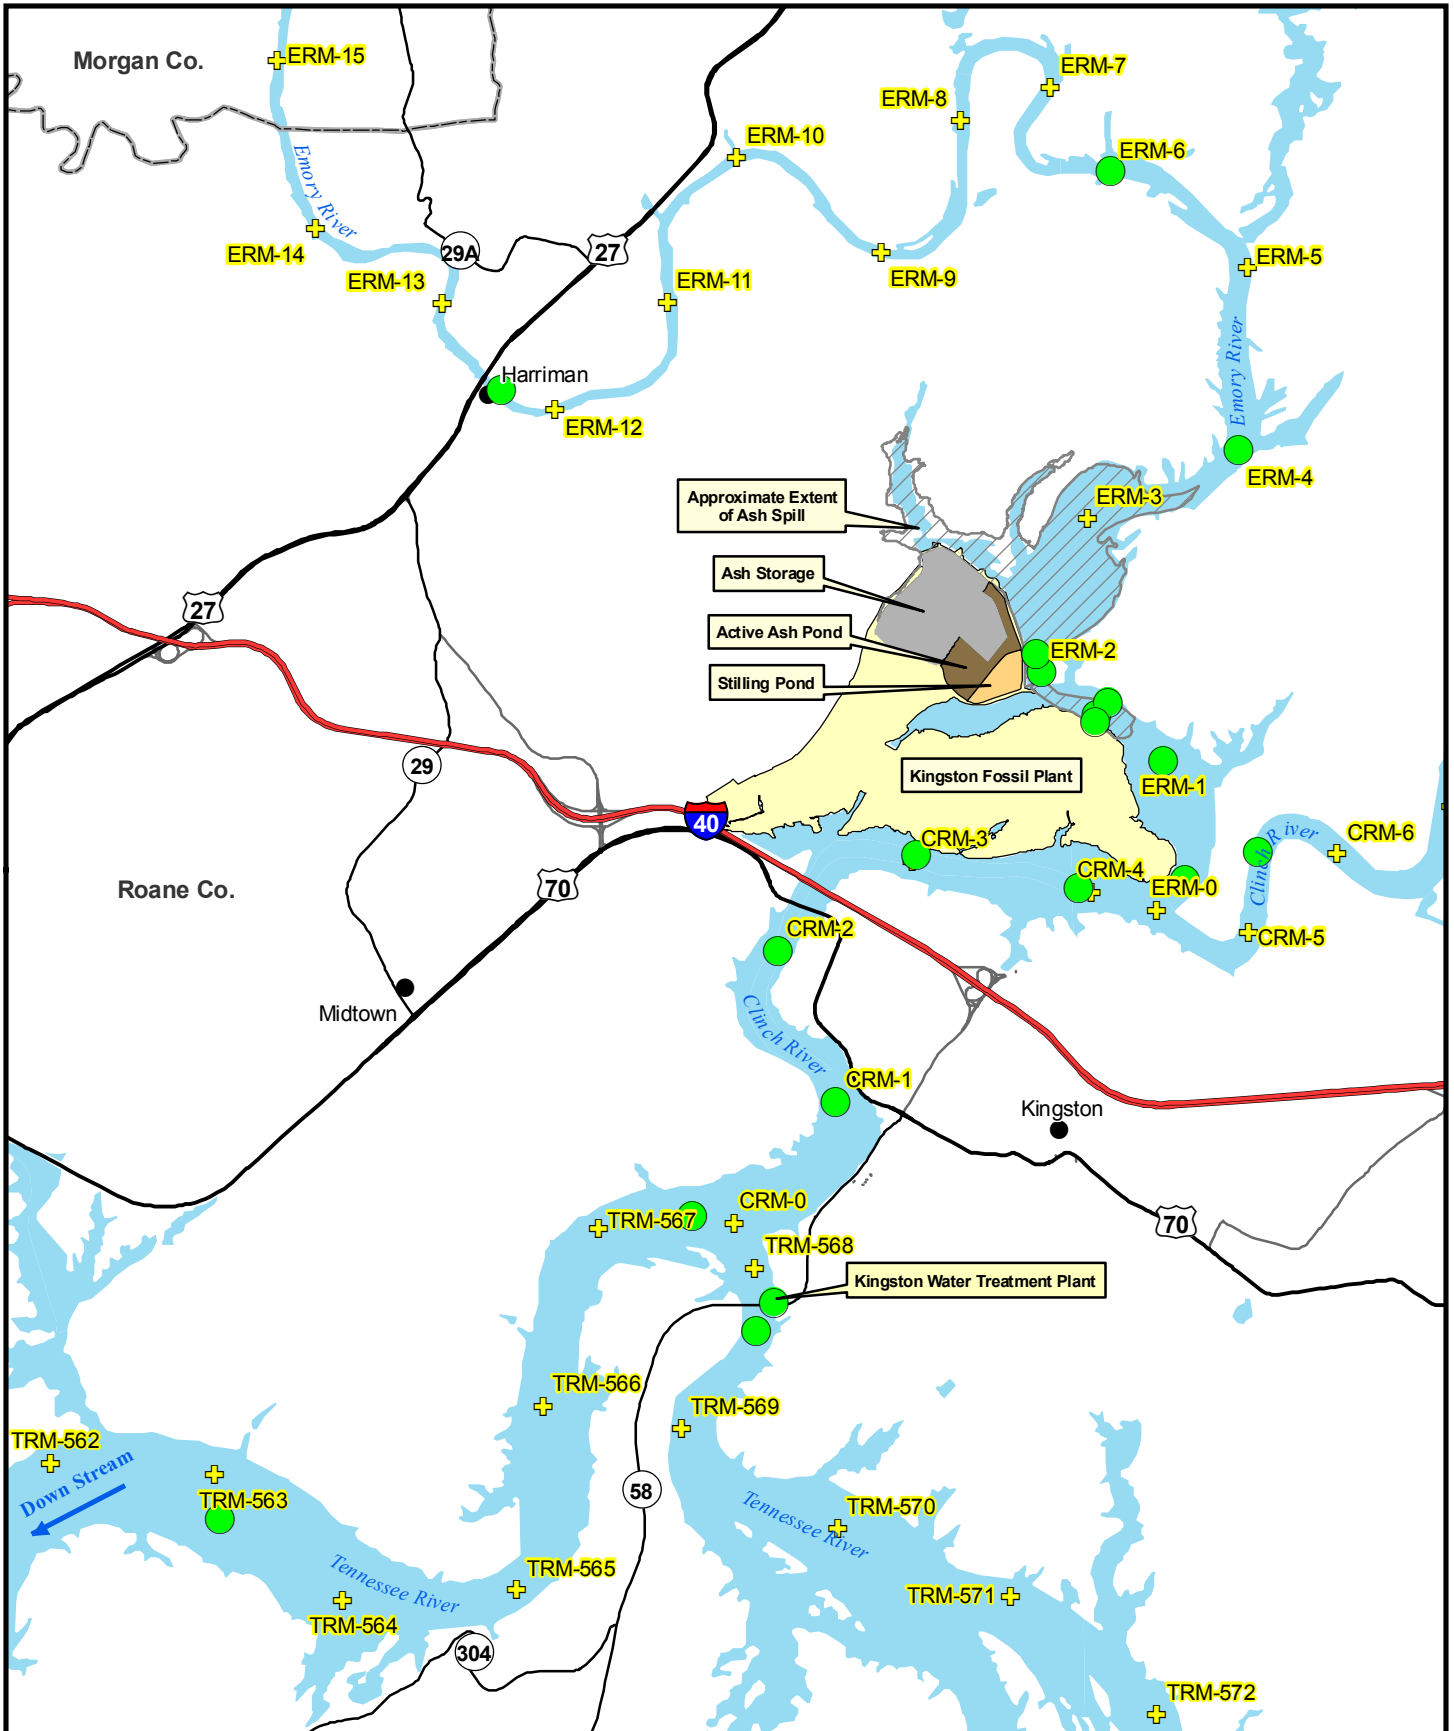 Morgan Co.
ERM-15
ERM-7
ERM-8
ERM-10
ERM-6
Emory River
ERM-14
29A
27
ERM-5
ERM-9
ERM-13
ERM-11
Emory River
Harriman
ERM-12
ERM-4
Approximate Extent
of Ash Spill
ERM-3
Ash Storage
27
Active Ash Pond
ERM-2
Stilling Pond
29
Kingston Fossil Plant
ERM-1
40
CRM-3
Clinch River
CRM-6
Roane Co.
70
CRM-4
ERM-0
CRM-2
CRM-5
Midtown
Clinch River
CRM-1
Kingston
CRM-0
TRM-567
70
TRM-568
Kingston Water Treatment Plant
TRM-566
TRM-569
TRM-562
Down Stream
TRM-563
58
Tennessee River
TRM-570
Tennessee River
TRM-565
TRM-571
TRM-564
304
TRM-572